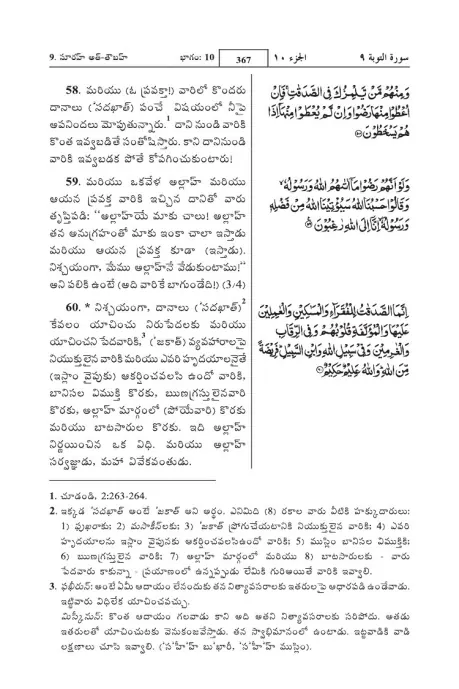 9. సూరహ్ అత్-తౌబహ్ భాగం: 10 367 الجزء ١٠ سورة التوبة ٩
58. మరియు (ఓ ప్రవక్తా!) వారిలో కొందరు
దానాలు ('సదఖాత్) పంచే విషయంలో నీపై
అపనిందలు మోపుతున్నారు.1 దాని నుండి వారికి
కొంత ఇవ్వబడితే సంతోషిస్తారు. కాని దానినుండి
వారికి ఇవ్వబడక పోతే కోపగించుకుంటారు!
وَمِنْهُم مَّن يَلْمِزُكَ فِي الصَّدَقَاتِ فَإِنْ
أُعْطُوا مِنْهَا رَضُوا وَإِن لَّمْ يُعْطَوْا مِنْهَا إِذَا
هُمْ يَسْخَطُونَ ۝
59. మరియు ఒకవేళ అల్లాహ్ మరియు
ఆయన ప్రవక్త వారికి ఇచ్చిన దానితో వారు
తృప్తిపడి: "అల్లాహ్‌యే మాకు చాలు! అల్లాహ్
తన అనుగ్రహంతో మాకు ఇంకా చాలా ఇస్తాడు
మరియు ఆయన ప్రవక్త కూడా (ఇస్తాడు).
నిశ్చయంగా, మేము అల్లాహ్‌నే వేడుకుంటాము!"
అని పలికి ఉంటే (అది వారికే బాగుండేది!) (3/4)
وَلَوْ أَنَّهُمْ رَضُوا مَا آتَاهُمُ اللَّهُ وَرَسُولُهُ
وَقَالُوا حَسْبُنَا اللَّهُ سَيُؤْتِينَا اللَّهُ مِن فَضْلِهِ
وَرَسُولُهُ إِنَّا إِلَى اللَّهِ رَاغِبُونَ ۝
60. * నిశ్చయంగా, దానాలు ('సదఖాత్)2
కేవలం యాచించు నిరుపేదలకు మరియు
యాచించని పేదవారికి,3 ('జకాత్) వ్యవహారాలపై
నియుక్తులైన వారికి మరియు ఎవరి హృదయాలనైతే
(ఇస్లాం వైపుకు) ఆకర్షించవలసి ఉందో వారికి,
బానిసల విముక్తి కొరకు, ఋణగ్రస్తులైనవారి
కొరకు, అల్లాహ్ మార్గంలో (పోయేవారి) కొరకు
మరియు బాటసారుల కొరకు. ఇది అల్లాహ్
నిర్ణయించిన ఒక విధి. మరియు అల్లాహ్
సర్వజ్ఞుడు, మహా వివేకవంతుడు.
إِنَّمَا الصَّدَقَاتُ لِلْفُقَرَاءِ وَالْمَسَاكِينِ وَالْعَامِلِينَ
عَلَيْهَا وَالْمُؤَلَّفَةِ قُلُوبُهُمْ وَفِي الرِّقَابِ
وَالْغَارِمِينَ وَفِي سَبِيلِ اللَّهِ وَابْنِ السَّبِيلِ فَرِيضَةً
مِّنَ اللَّهِ وَاللَّهُ عَلِيمٌ حَكِيمٌ ۝
1. చూడండి, 2:263-264.
2. ఇక్కడ 'సదఖాత్ అంటే 'జకాత్ అని అర్థం. ఎనిమిది (8) రకాల వారు వీటికి హక్కుదారులు:
1) ఫుఖరాకు; 2) మసాకీన్‌లకు; 3) 'జకాత్ ప్రోగుచేయటానికి నియుక్తులైన వారికి; 4) ఎవరి
హృదయాలను ఇస్లాం వైపునకు ఆకర్షించవలసిఉందో వారికి; 5) ముస్లిం బానిసల విముక్తికి;
6) ఋణగ్రస్తులైన వారికి; 7) అల్లాహ్ మార్గంలో మరియు 8) బాటసారులకు - వారు
పేదవారు కాకున్నా - ప్రయాణంలో ఉన్నప్పుడు లేమికి గురిఅయితే వారికి ఇవ్వాలి.
3. ఫఖీరున్: అంటే ఏమీ ఆదాయం లేనందుకు తన నిత్యావసరాలకు ఇతరులపై ఆధారపడి ఉండేవాడు.
ఇట్టివారు విధిలేక యాచించవచ్చు.
మిస్కీనున్: కొంత ఆదాయం గలవాడు కాని అది అతని నిత్యావసరాలకు సరిపోదు. అతడు
ఇతరులతో యాచించుటకు వెనుకంజవేస్తాడు. తన స్వాభిమానంలో ఉంటాడు. ఇట్టివాడికి వాడి
లక్షణాలు చూసి ఇవ్వాలి. ('స'హీ'హ్ బు'ఖారీ, 'స'హీ'హ్ ముస్లిం).